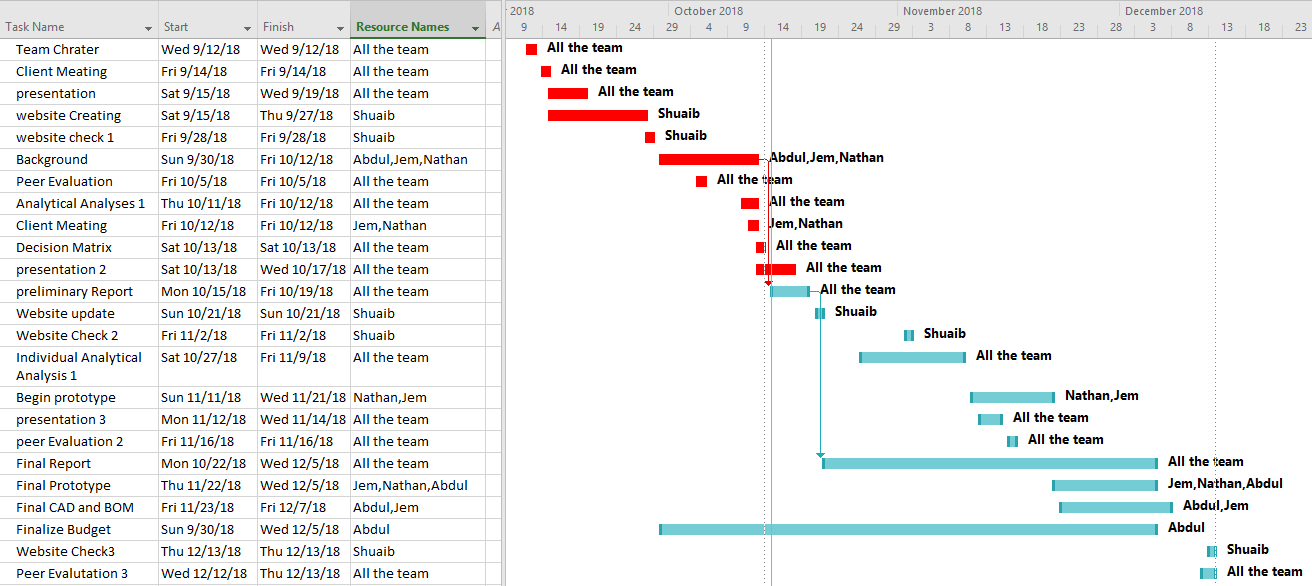 2018 October 2018 November 2018 December 2018
Task Name Start Finish Resource Names A 9 14 19 24 29 4 9 14 19 24 29 3 8 13 18 23 28 3 8 13 18 23
Team Chrater Wed 9/12/18 Wed 9/12/18 All the team All the team
Client Meating Fri 9/14/18 Fri 9/14/18 All the team All the team
presentation Sat 9/15/18 Wed 9/19/18 All the team All the team
website Creating Sat 9/15/18 Thu 9/27/18 Shuaib Shuaib
website check 1 Fri 9/28/18 Fri 9/28/18 Shuaib Shuaib
Background Sun 9/30/18 Fri 10/12/18 Abdul,Jem,Nathan Abdul,Jem,Nathan
Peer Evaluation Fri 10/5/18 Fri 10/5/18 All the team All the team
Analytical Analyses 1 Thu 10/11/18 Fri 10/12/18 All the team All the team
Client Meating Fri 10/12/18 Fri 10/12/18 Jem,Nathan Jem,Nathan
Decision Matrix Sat 10/13/18 Sat 10/13/18 All the team All the team
presentation 2 Sat 10/13/18 Wed 10/17/18 All the team All the team
preliminary Report Mon 10/15/18 Fri 10/19/18 All the team All the team
Website update Sun 10/21/18 Sun 10/21/18 Shuaib Shuaib
Website Check 2 Fri 11/2/18 Fri 11/2/18 Shuaib Shuaib
Individual Analytical Sat 10/27/18 Fri 11/9/18 All the team All the team
Analysis 1
Begin prototype Sun 11/11/18 Wed 11/21/18 Nathan,Jem Nathan,Jem
presentation 3 Mon 11/12/18 Wed 11/14/18 All the team All the team
peer Evaluation 2 Fri 11/16/18 Fri 11/16/18 All the team All the team
Final Report Mon 10/22/18 Wed 12/5/18 All the team All the team
Final Prototype Thu 11/22/18 Wed 12/5/18 Jem,Nathan,Abdul Jem,Nathan,Abdul
Final CAD and BOM Fri 11/23/18 Fri 12/7/18 Abdul,Jem Abdul,Jem
Finalize Budget Sun 9/30/18 Wed 12/5/18 Abdul Abdul
Website Check3 Thu 12/13/18 Thu 12/13/18 Shuaib Shuaib
Peer Evalutation 3 Wed 12/12/18 Thu 12/13/18 All the team All the team